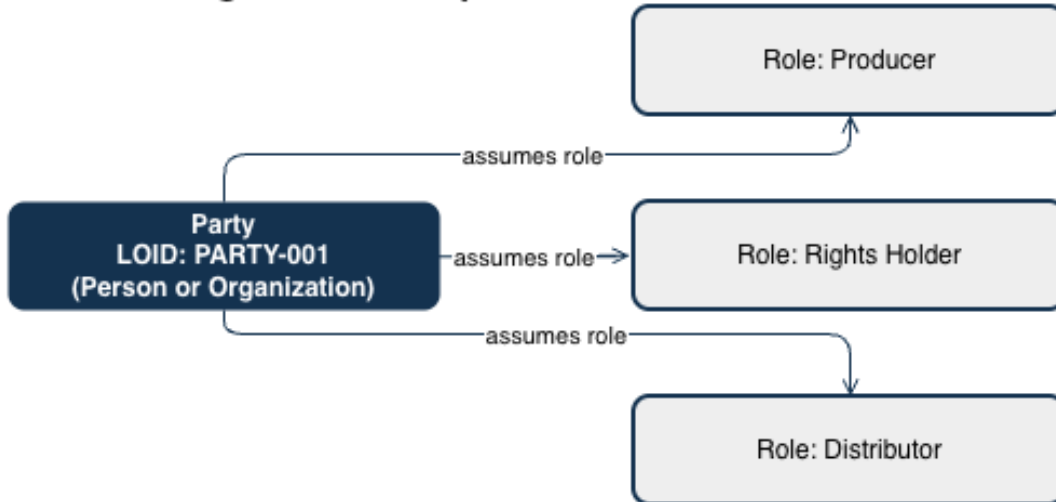 Role: Producer
assumes role
Party
LOID: PARTY-001
(Person or Organization)
assumes role
Role: Rights Holder
assumes role
Role: Distributor